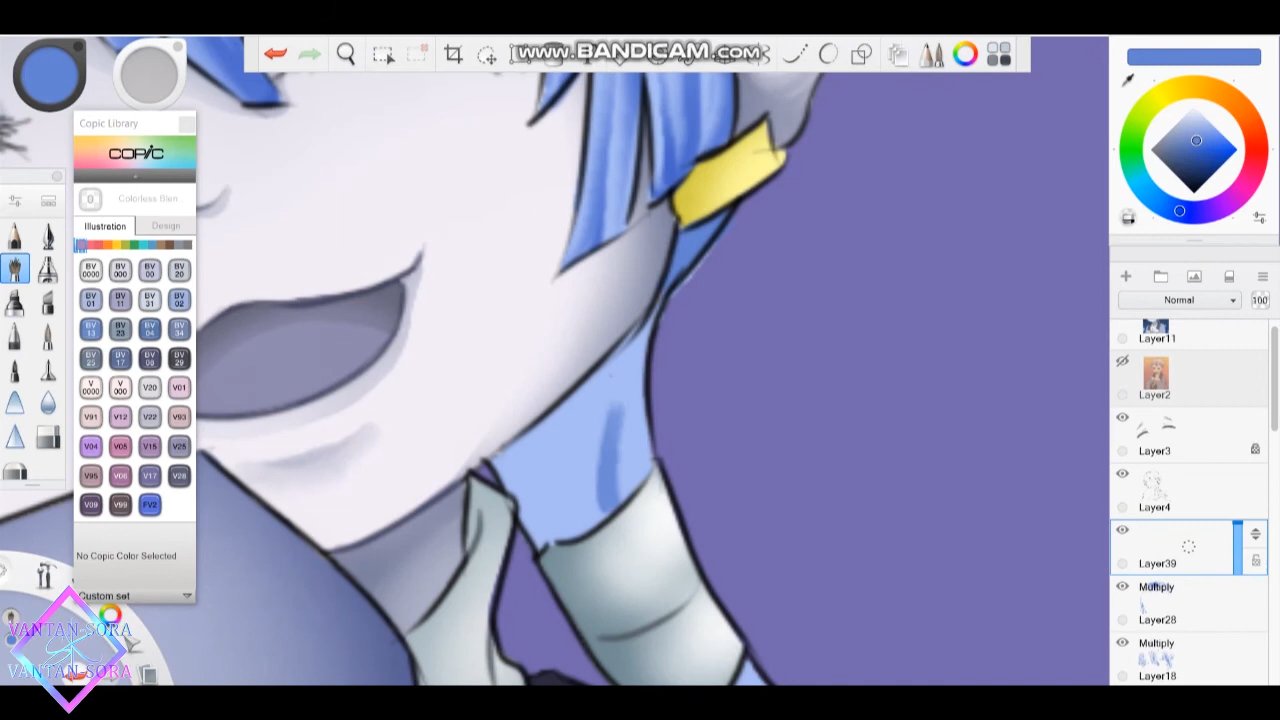 www.BANDICAM.com
Copic Library
COPIC
0 Colorless Blen...
Illustration Design
BV 0000 BV 000 BV 00 BV 20
BV 01 BV 11 BV 31 BV 02
BV 13 BV 23 BV 04 BV 34
BV 25 BV 17 BV 08 BV 29
V 0000 V 000 V20 V01
V91 V12 V22 V93
V04 V05 V15 V25
V95 V06 V17 V28
V09 V99 FV2
No Copic Color Selected
Custom set
VANTAN-SORA
VANTAN-SORA
Normal 100
Layer11
Layer2
Layer3
Layer4
Layer39
Multiply
Layer28
Multiply
Layer18